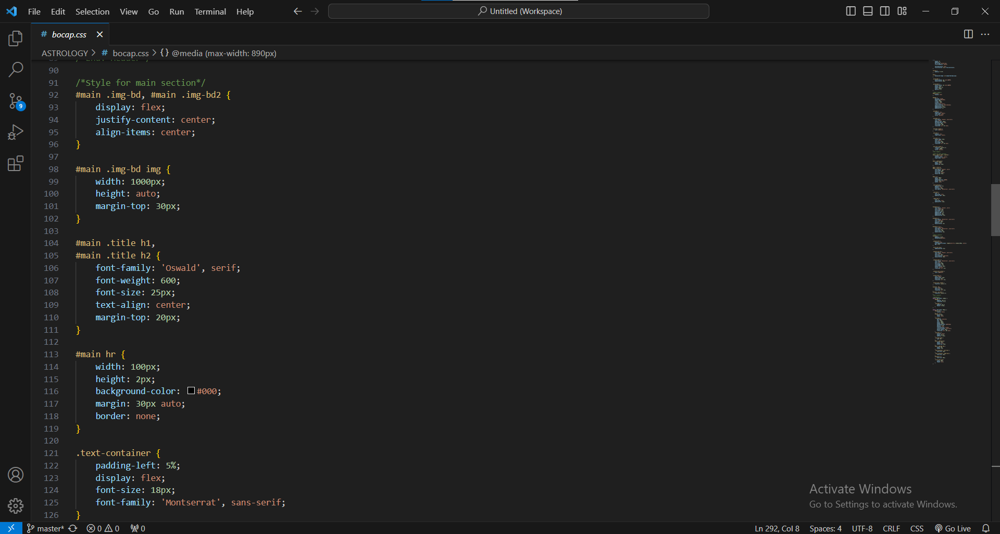 File Edit Selection View Go Run Terminal Help
Untitled (Workspace)
# bocap.css
ASTROLOGY > # bocap.css > {} @media (max-width: 890px)
90
91 /*Style for main section*/
92 #main .img-bd, #main .img-bd2 {
93 display: flex;
94 justify-content: center;
95 align-items: center;
96 }
97
98 #main .img-bd img {
99 width: 1000px;
100 height: auto;
101 margin-top: 30px;
102 }
103
104 #main .title h1,
105 #main .title h2 {
106 font-family: 'Oswald', serif;
107 font-weight: 600;
108 font-size: 25px;
109 text-align: center;
110 margin-top: 20px;
111 }
112
113 #main hr {
114 width: 100px;
115 height: 2px;
116 background-color: #000;
117 margin: 30px auto;
118 border: none;
119 }
120
121 .text-container {
122 padding-left: 5%;
123 display: flex;
124 font-size: 18px;
125 font-family: 'Montserrat', sans-serif;
126 }
9
Activate Windows
Go to Settings to activate Windows.
master* 0 0 0 Ln 292, Col 8 Spaces: 4 UTF-8 CRLF CSS Go Live